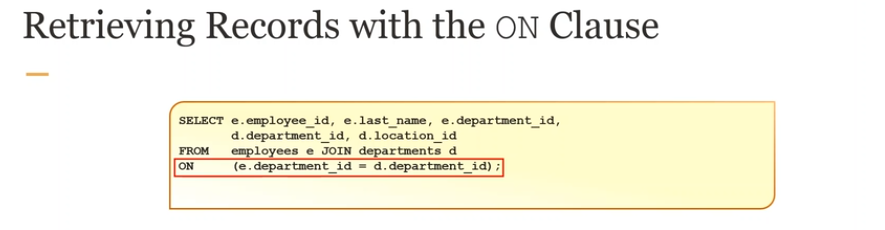 Retrieving Records with the ON Clause
SELECT e.employee_id, e.last_name, e.department_id,
d.department_id, d.location_id
FROM employees e JOIN departments d
ON (e.department_id = d.department_id);